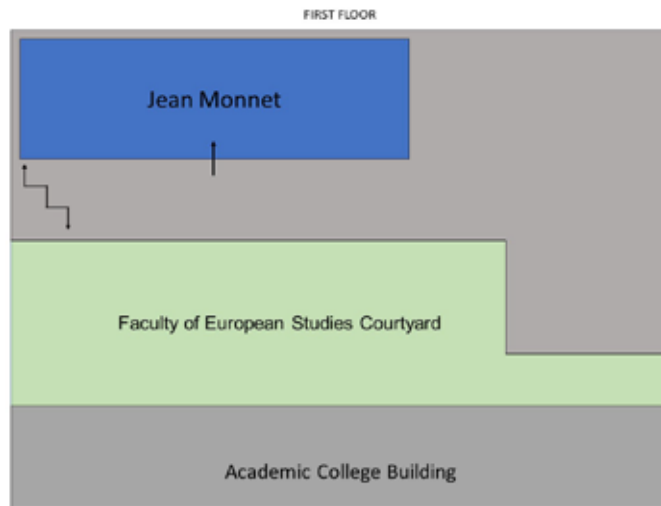 FIRST FLOOR
Jean Monnet
Faculty of European Studies Courtyard
Academic College Building